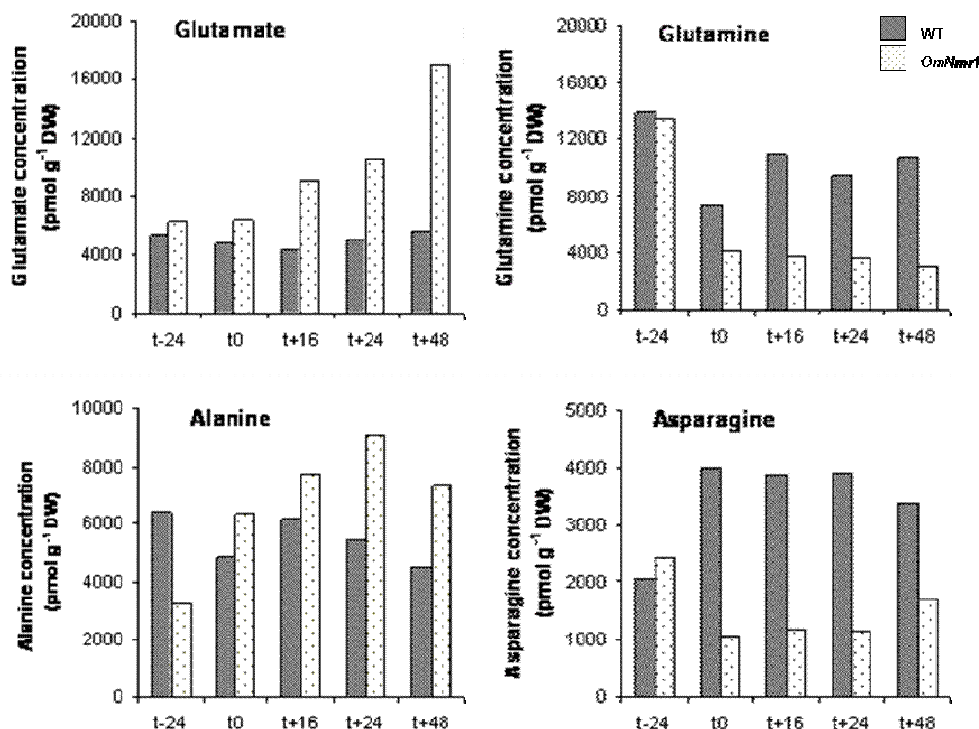 Glutamate
Glutamate concentration
(pmol g⁻¹ DW)
20000
16000
12000
8000
4000
0
t-24 t0 t+16 t+24 t+48
Glutamine
WT
OmNmr1
Glutamine concentration
(pmol g⁻¹ DW)
20000
16000
12000
8000
4000
0
t-24 t0 t+16 t+24 t+48
Alanine
Alanine concentration
(pmol g⁻¹ DW)
10000
8000
6000
4000
2000
0
t-24 t0 t+16 t+24 t+48
Asparagine
Asparagine concentration
(pmol g⁻¹ DW)
5000
4000
3000
2000
1000
0
t-24 t0 t+16 t+24 t+48